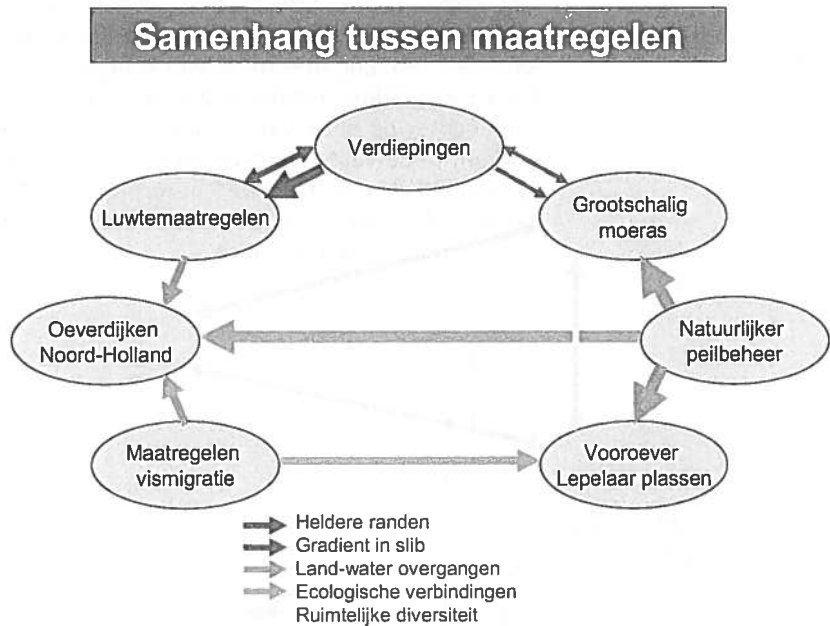 Samenhang tussen maatregelen
Verdiepingen
Luwtemaatregelen
Grootschalig
moeras
Oeverdijken
Noord-Holland
Natuurlijker
peilbeheer
Maatregelen
vismigratie
Vooroever
Lepelaar plassen
Heldere randen
Gradient in slib
Land-water overgangen
Ecologische verbindingen
Ruimtelijke diversiteit